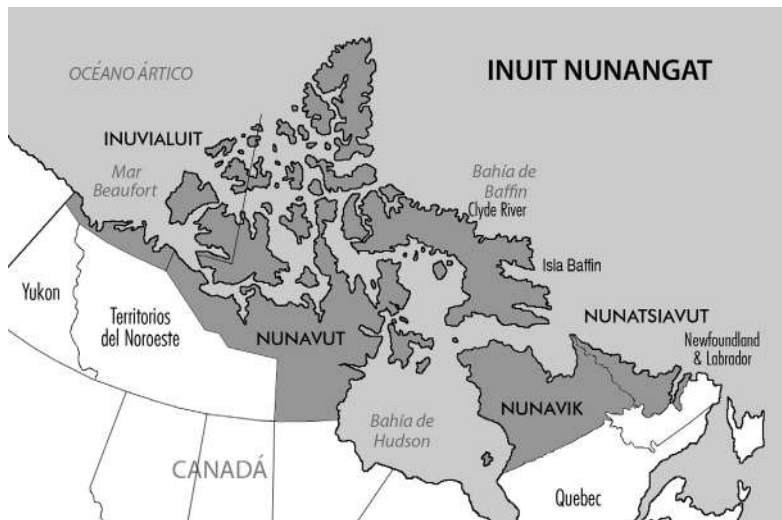 INUIT NUNANGAT
OCÉANO ÁRTICO
INUVIALUIT
Mar
Beaufort
Bahía de
Baffin
Clyde River
Isla Baffin
Yukon
Territorios
del Noroeste
NUNAVUT
NUNATSIAVUT
Newfoundland
& Labrador
NUNAVIK
Bahía de
Hudson
CANADÁ
Quebec